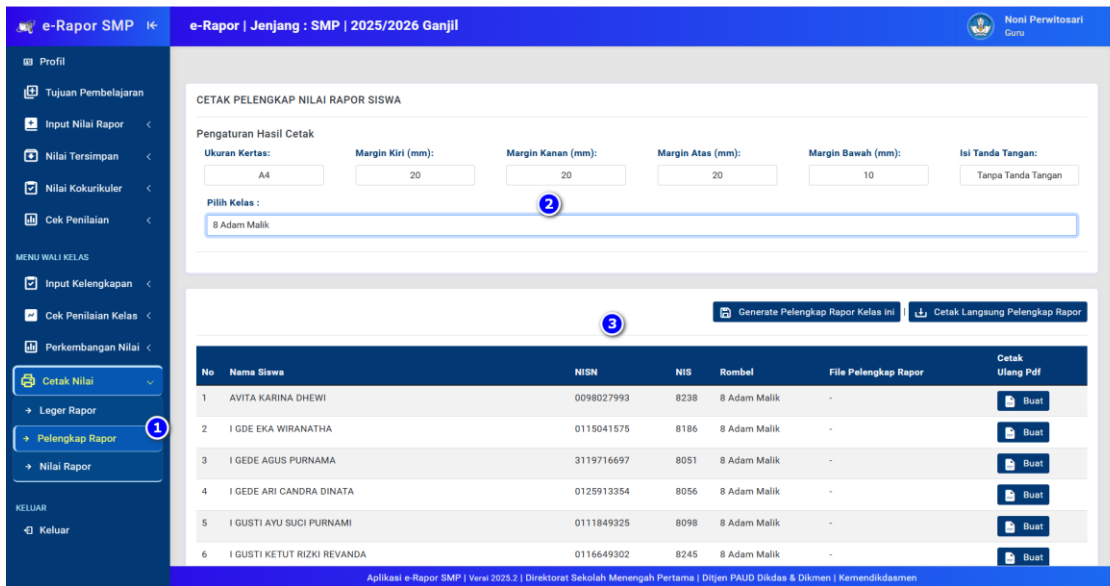 e-Rapor SMP
e-Rapor | Jenjang : SMP | 2025/2026 Ganjil
Noni Perwitosari
Guru
Profil
Tujuan Pembelajaran
Input Nilai Rapor
Nilai Tersimpan
Nilai Kokurikuler
Cek Penilaian
MENU WALI KELAS
Input Kelengkapan
Cek Penilaian Kelas
Perkembangan Nilai
Cetak Nilai
Leger Rapor
Pelengkap Rapor
1
Nilai Rapor
KELUAR
Keluar
CETAK PELENGKAP NILAI RAPOR SISWA
Pengaturan Hasil Cetak
Ukuran Kertas: Margin Kiri (mm): Margin Kanan (mm): Margin Atas (mm): Margin Bawah (mm): Isi Tanda Tangan:
A4 20 20 20 10 Tanpa Tanda Tangan
Pilih Kelas :
2
8 Adam Malik
Generate Pelengkap Rapor Kelas ini | Cetak Langsung Pelengkap Rapor
3
No Nama Siswa NISN NIS Rombel File Pelengkap Rapor Cetak Ulang Pdf
1 AVITA KARINA DHEWI 0098027993 8238 8 Adam Malik - Buat
2 I GDE EKA WIRANATHA 0115041575 8186 8 Adam Malik - Buat
3 I GEDE AGUS PURNAMA 3119716697 8051 8 Adam Malik - Buat
4 I GEDE ARI CANDRA DINATA 0125913354 8056 8 Adam Malik - Buat
5 I GUSTI AYU SUCI PURNAMI 0111849325 8098 8 Adam Malik - Buat
6 I GUSTI KETUT RIZKI REVANDA 0116649302 8245 8 Adam Malik - Buat
Aplikasi e-Rapor SMP | Versi 2025.2 | Direktorat Sekolah Menengah Pertama | Ditjen PAUD Dikdas & Dikmen | Kemendikdasmen